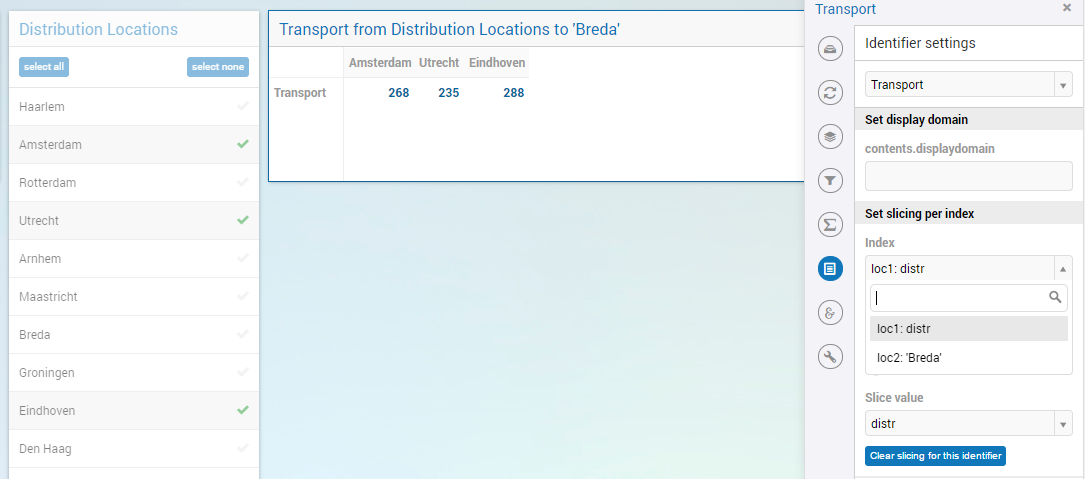 Distribution Locations
select all
select none
Haarlem
Amsterdam
Rotterdam
Utrecht
Arnhem
Maastricht
Breda
Groningen
Eindhoven
Den Haag
Transport from Distribution Locations to 'Breda'
Amsterdam Utrecht Eindhoven
Transport 268 235 288
Transport ×
Identifier settings
Transport
Set display domain
contents.displaydomain
Set slicing per index
Index
loc1: distr
loc1: distr
loc2: 'Breda'
Slice value
distr
Clear slicing for this identifier